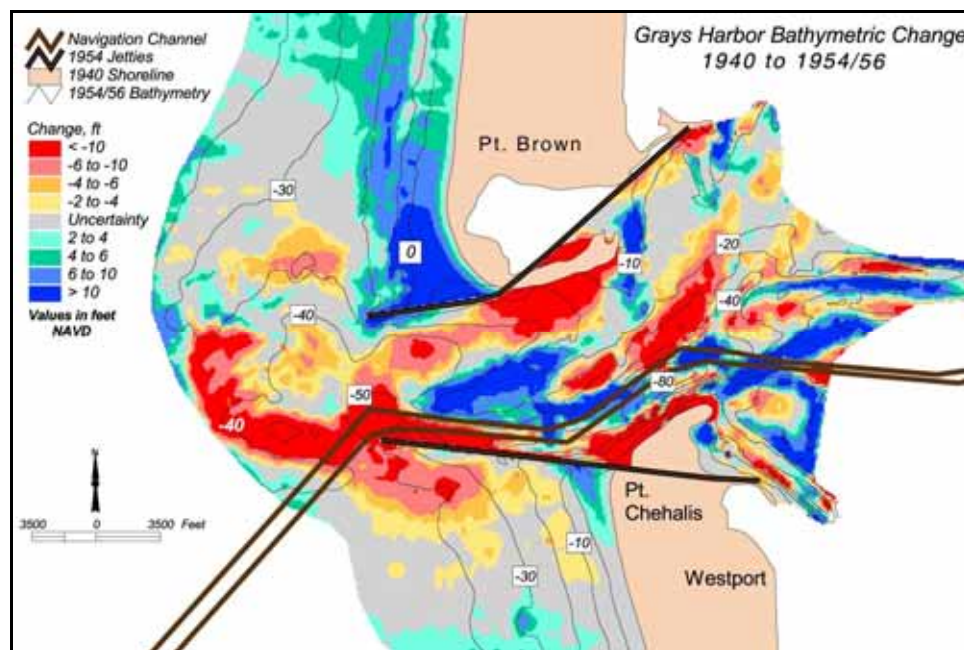 Grays Harbor Bathymetric Change
1940 to 1954/56
Navigation Channel
1954 Jetties
1940 Shoreline
1954/56 Bathymetry
Change, ft
< -10
-6 to -10
-4 to -6
-2 to -4
Uncertainty
2 to 4
4 to 6
6 to 10
> 10
Values in feet
NAVD
Pt. Brown
-30
0
-10
-20
-40
-40
-80
-50
-40
N
3500 0 3500 Feet
Pt.
Chehalis
-10
-30
Westport